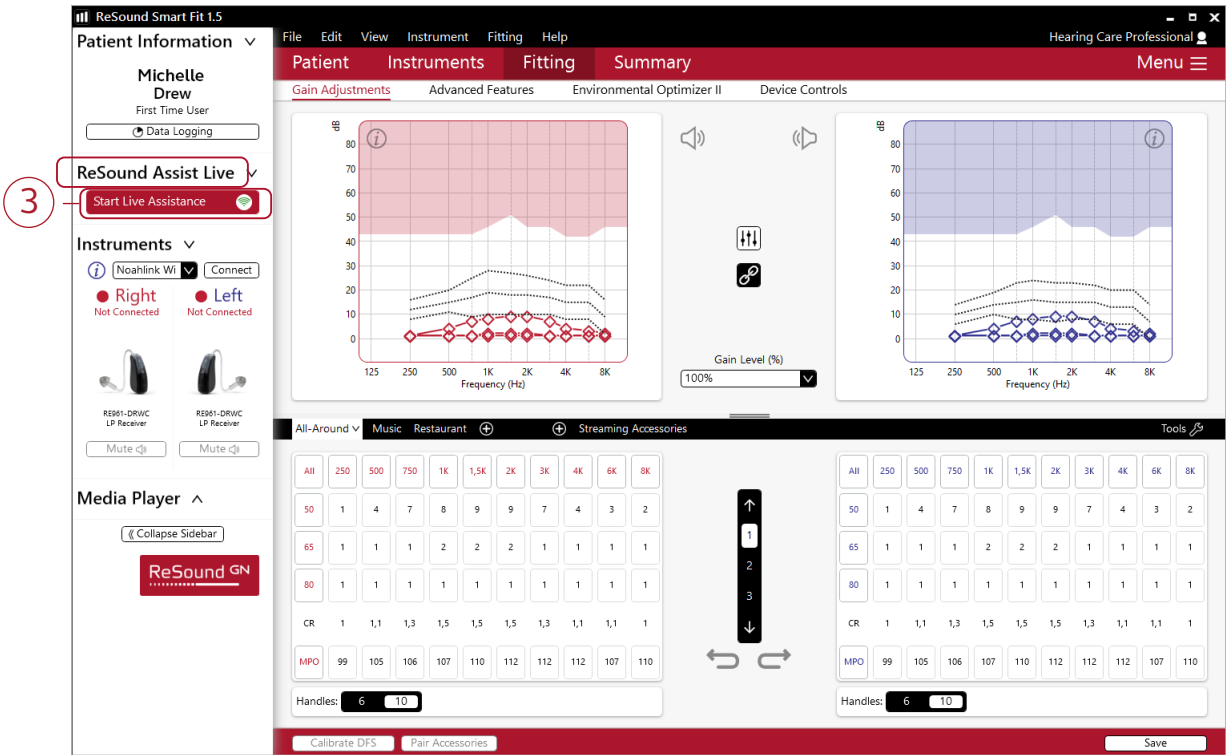 ReSound Smart Fit 1.5
File Edit View Instrument Fitting Help
Hearing Care Professional
Patient Information
Michelle
Drew
First Time User
Data Logging
3
ReSound Assist Live
Start Live Assistance
Instruments
Noahlink Wi
Connect
Right Left
Not Connected Not Connected
RE961-DRWC RE961-DRWC
LP Receiver LP Receiver
Mute Mute
Media Player
Collapse Sidebar
ReSound GN
Patient Instruments Fitting Summary
Menu
Gain Adjustments Advanced Features Environmental Optimizer II Device Controls
dB
80
70
60
50
40
30
20
10
0
125 250 500 1K 2K 4K 8K
Frequency (Hz)
i
Gain Level (%)
100%
dB
80
70
60
50
40
30
20
10
0
125 250 500 1K 2K 4K 8K
Frequency (Hz)
i
All-Around Music Restaurant Streaming Accessories
Tools
All 250 500 750 1K 1,5K 2K 3K 4K 6K 8K
50 1 4 7 8 9 9 7 4 3 2
65 1 1 1 2 2 2 1 1 1 1
80 1 1 1 1 1 1 1 1 1 1
CR 1 1,1 1,3 1,5 1,5 1,5 1,3 1,1 1,1 1
MPO 99 105 106 107 110 112 112 112 107 110
Handles: 6 10
1
2
3
All 250 500 750 1K 1,5K 2K 3K 4K 6K 8K
50 1 4 7 8 9 9 7 4 3 2
65 1 1 1 2 2 2 1 1 1 1
80 1 1 1 1 1 1 1 1 1 1
CR 1 1,1 1,3 1,5 1,5 1,5 1,3 1,1 1,1 1
MPO 99 105 106 107 110 112 112 112 107 110
Handles: 6 10
Calibrate DFS Pair Accessories
Save